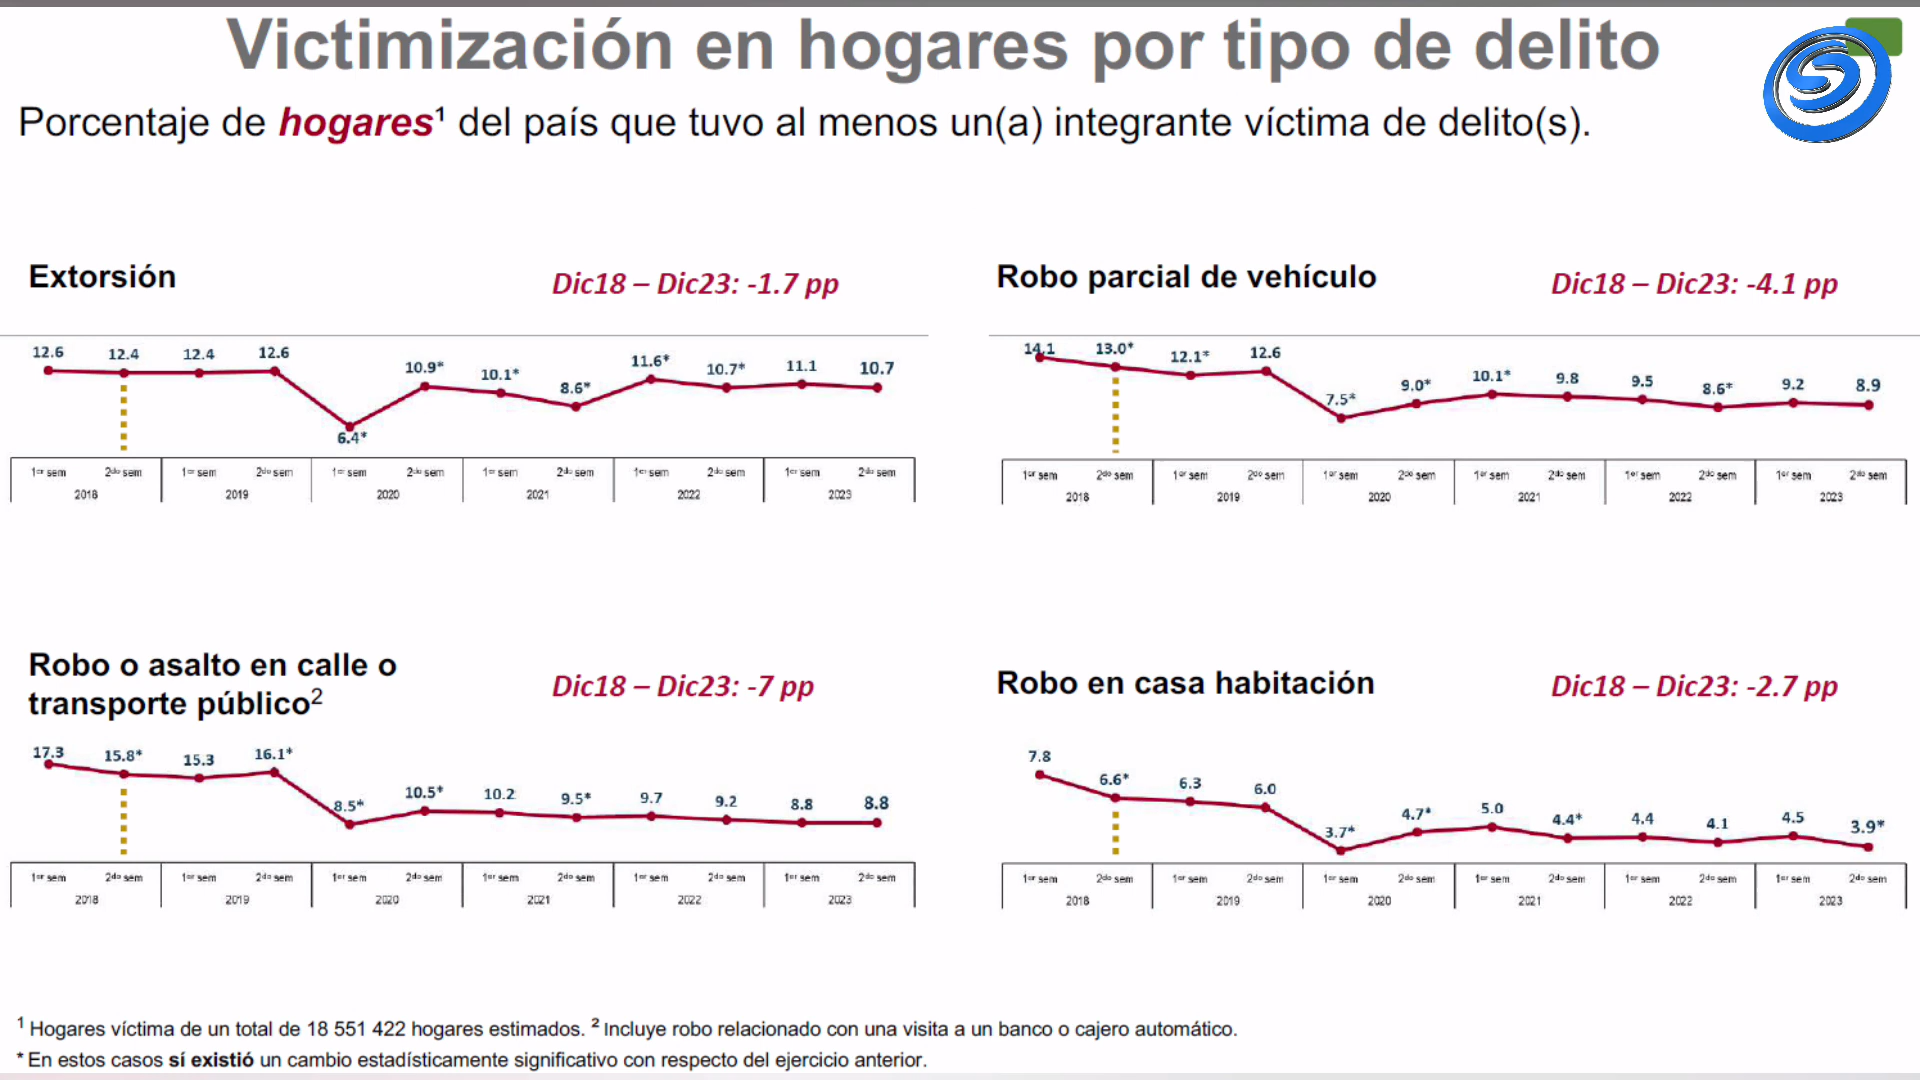 Victimización en hogares por tipo de delito
Porcentaje de hogares¹ del país que tuvo al menos un(a) integrante víctima de delito(s).
Extorsión
Dic18 – Dic23: -1.7 pp
12.6 12.4 12.4 12.6 6.4* 10.9* 10.1* 8.6* 11.6* 10.7* 11.1 10.7
1er sem 2do sem 1er sem 2do sem 1er sem 2do sem 1er sem 2do sem 1er sem 2do sem 1er sem 2do sem
2018 2019 2020 2021 2022 2023
Robo parcial de vehículo
Dic18 – Dic23: -4.1 pp
14.1 13.0* 12.1* 12.6 7.5* 9.0* 10.1* 9.8 9.5 8.6* 9.2 8.9
1er sem 2do sem 1er sem 2do sem 1er sem 2do sem 1er sem 2do sem 1er sem 2do sem 1er sem 2do sem
2018 2019 2020 2021 2022 2023
Robo o asalto en calle o
transporte público²
Dic18 – Dic23: -7 pp
17.3 15.8* 15.3 16.1* 8.5* 10.5* 10.2 9.5* 9.7 9.2 8.8 8.8
1er sem 2do sem 1er sem 2do sem 1er sem 2do sem 1er sem 2do sem 1er sem 2do sem 1er sem 2do sem
2018 2019 2020 2021 2022 2023
Robo en casa habitación
Dic18 – Dic23: -2.7 pp
7.8 6.6* 6.3 6.0 3.7* 4.7* 5.0 4.4* 4.4 4.1 4.5 3.9*
1er sem 2do sem 1er sem 2do sem 1er sem 2do sem 1er sem 2do sem 1er sem 2do sem 1er sem 2do sem
2018 2019 2020 2021 2022 2023
¹ Hogares víctima de un total de 18 551 422 hogares estimados. ² Incluye robo relacionado con una visita a un banco o cajero automático.
* En estos casos sí existió un cambio estadísticamente significativo con respecto del ejercicio anterior.